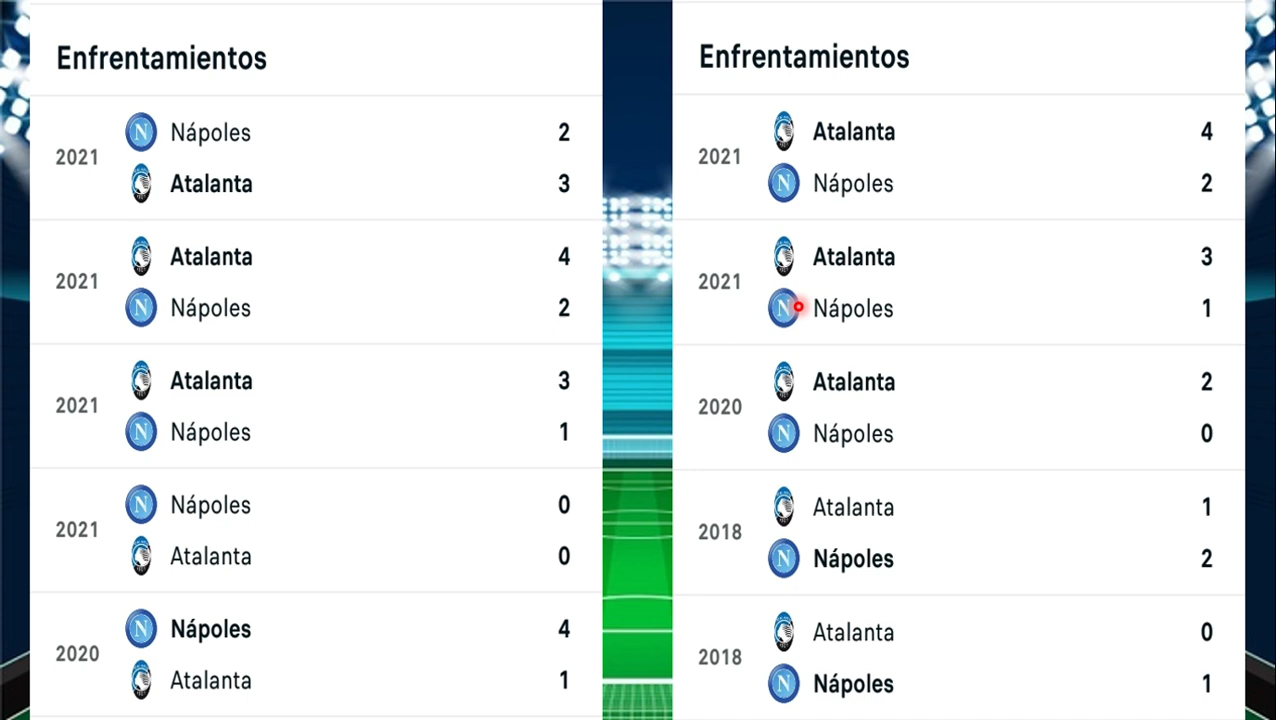 Enfrentamientos
2021
Nápoles 2
Atalanta 3
2021
Atalanta 4
Nápoles 2
2021
Atalanta 3
Nápoles 1
2021
Nápoles 0
Atalanta 0
2020
Nápoles 4
Atalanta 1
Enfrentamientos
2021
Atalanta 4
Nápoles 2
2021
Atalanta 3
Nápoles 1
2020
Atalanta 2
Nápoles 0
2018
Atalanta 1
Nápoles 2
2018
Atalanta 0
Nápoles 1